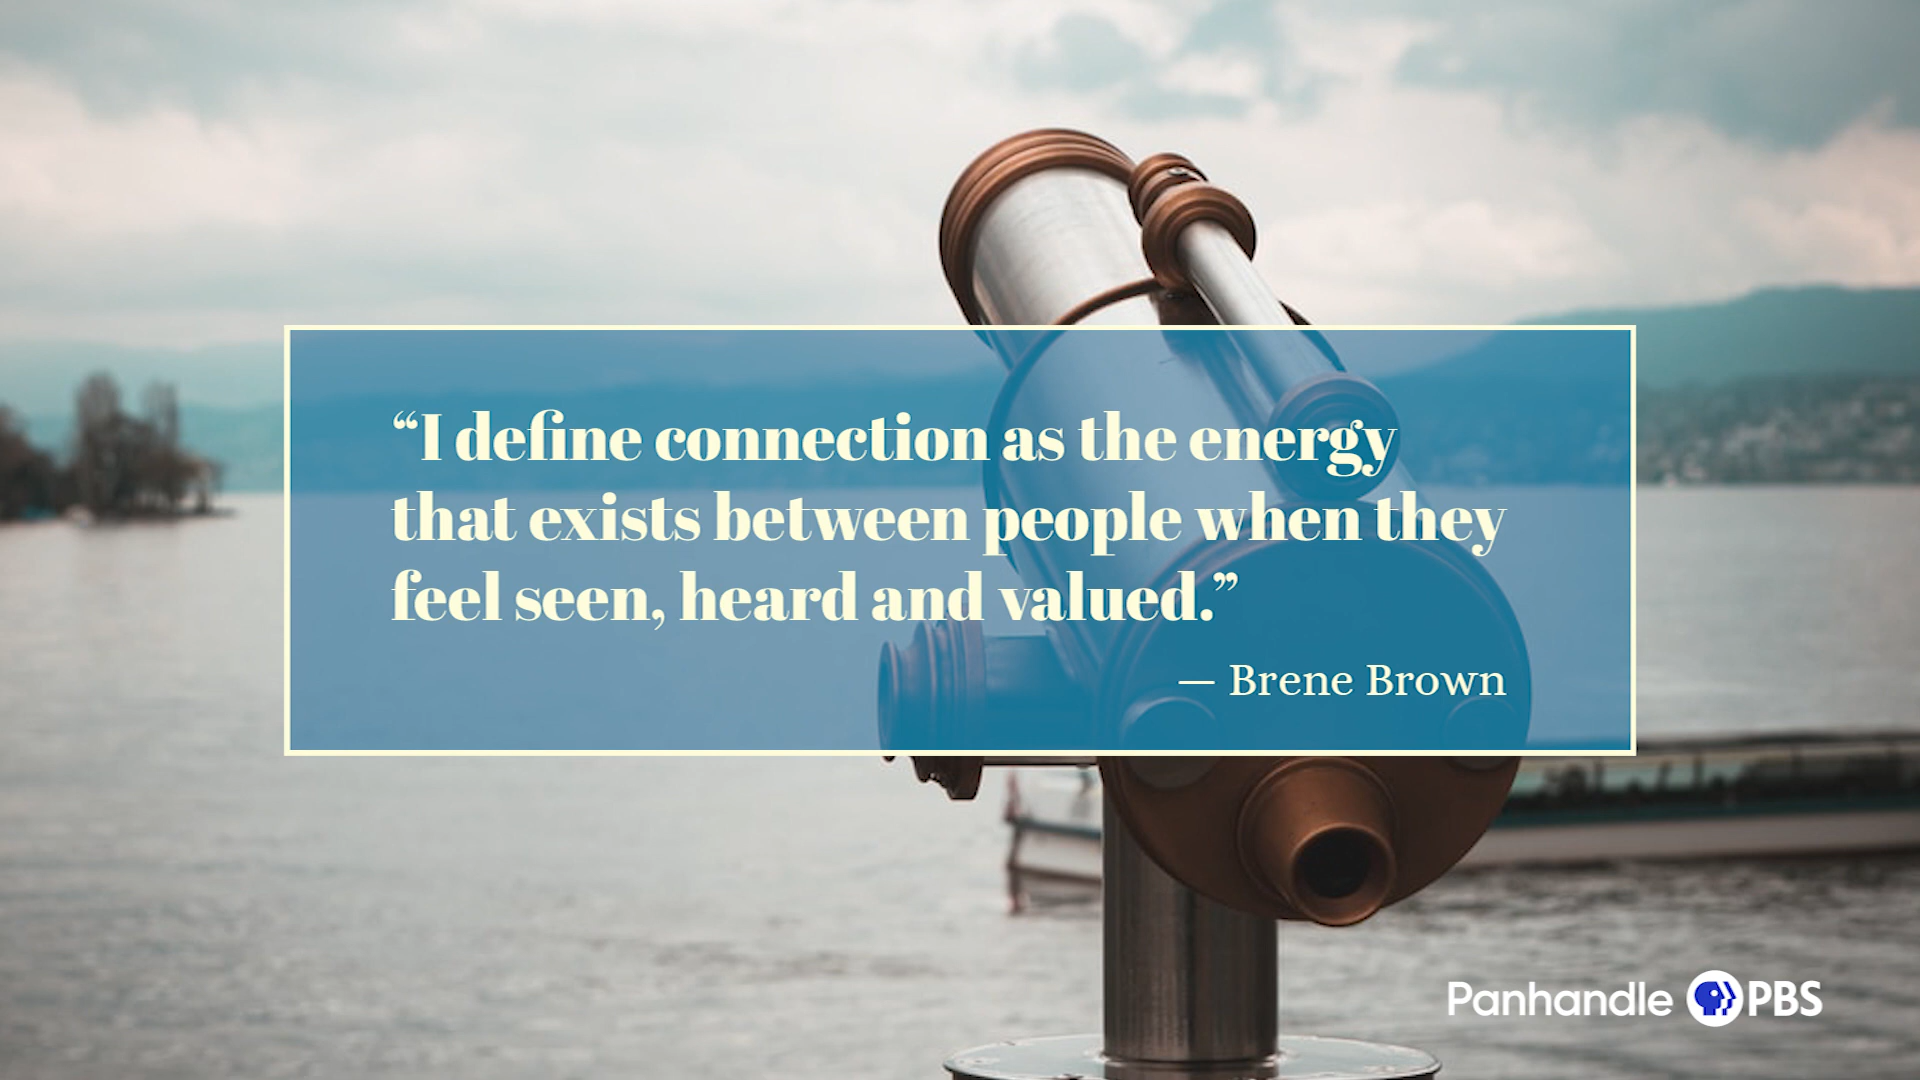 “I define connection as the energy
that exists between people when they
feel seen, heard and valued.”
— Brene Brown
Panhandle PBS